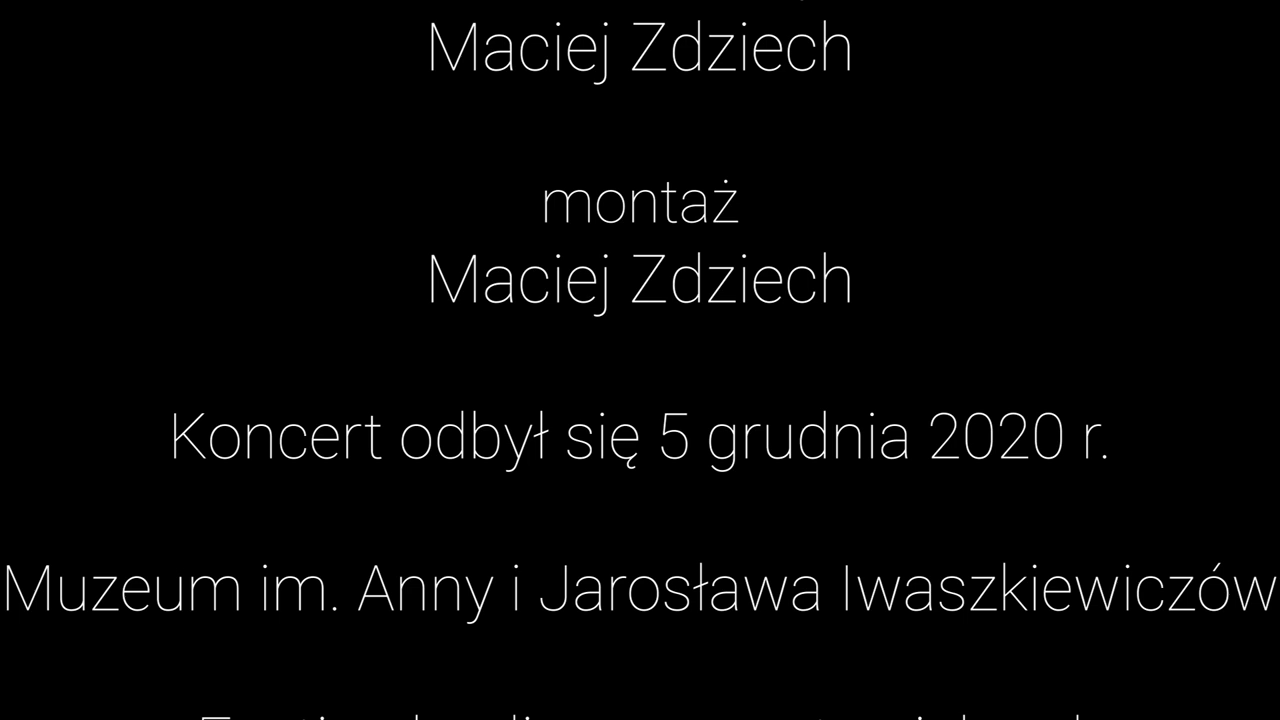 Maciej Zdziech
montaż
Maciej Zdziech
Koncert odbył się 5 grudnia 2020 r.
Muzeum im. Anny i Jarosława Iwaszkiewiczów